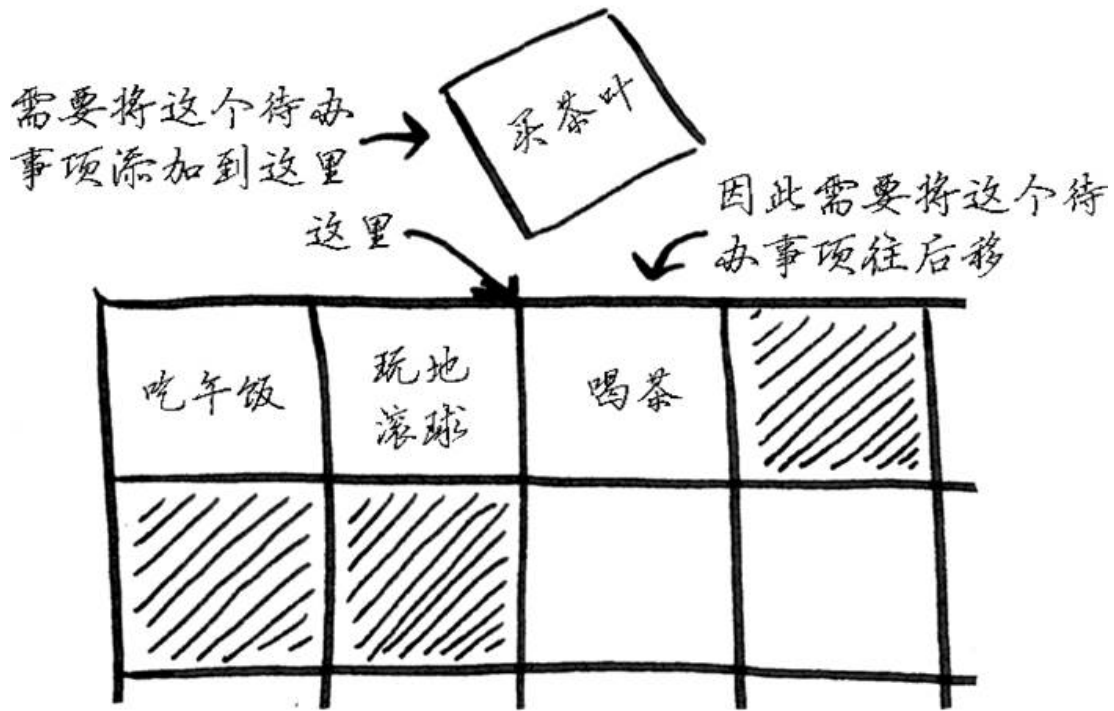 买茶叶
需要将这个待办
事项添加到这里
这里
因此需要将这个待
办事项往后移
吃午饭
玩地
滚球
喝茶